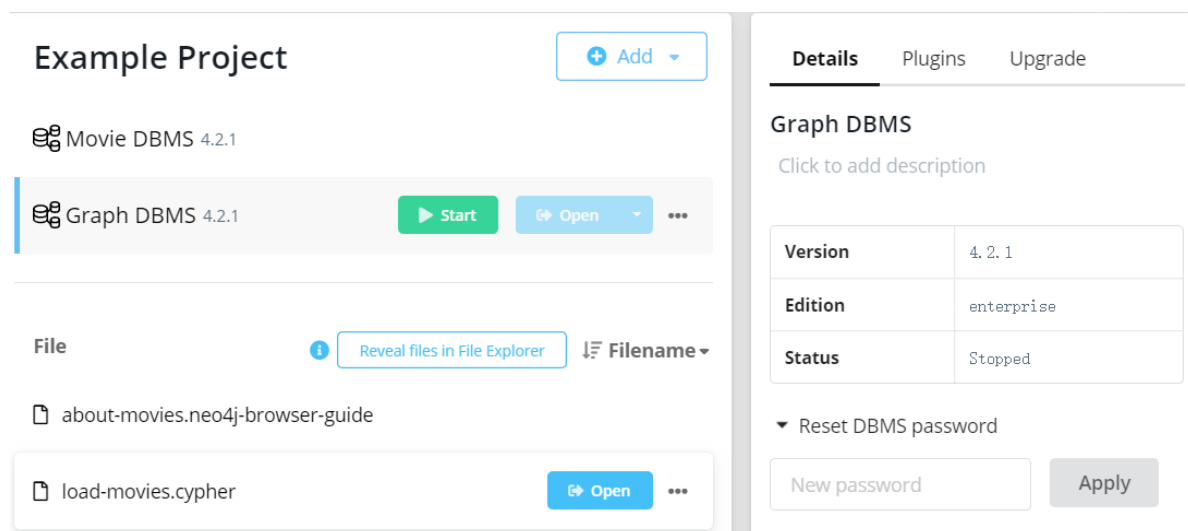 Example Project
Add
Movie DBMS 4.2.1
Graph DBMS 4.2.1
Start
Open
File
Reveal files in File Explorer
Filename
about-movies.neo4j-browser-guide
load-movies.cypher
Open
Details Plugins Upgrade
Graph DBMS
Click to add description
Version 4.2.1
Edition enterprise
Status Stopped
Reset DBMS password
New password
Apply